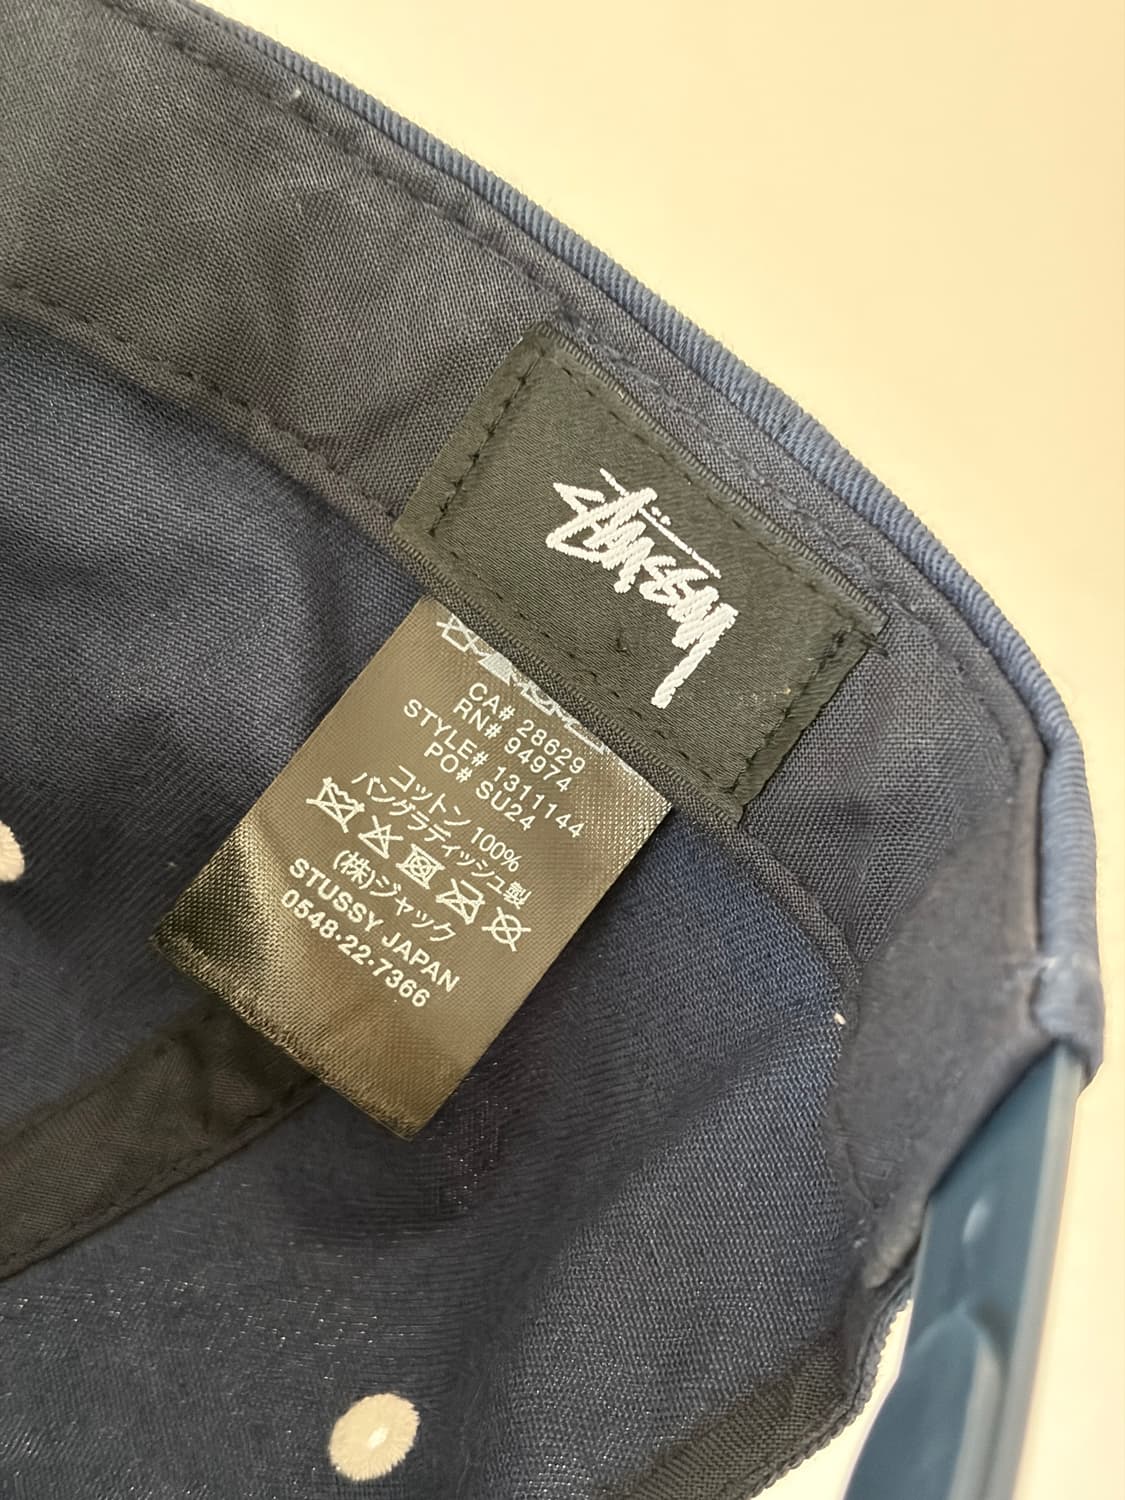 Stüssy
CA# 28629
RN# 94974
STYLE# 1311144
PO# SU24
コットン 100%
バングラディッシュ製
(株)ジャック
STUSSY JAPAN
0548-22-7366